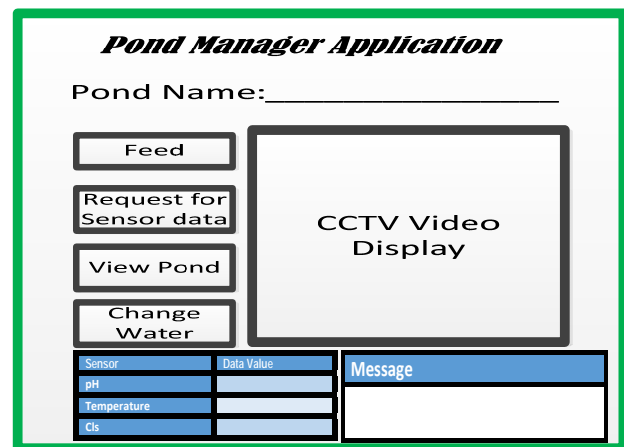 Pond Manager Application
Pond Name:____________________
Feed
Request for
Sensor data
View Pond
Change
Water
CCTV Video
Display
Sensor Data Value
pH
Temperature
Cls
Message